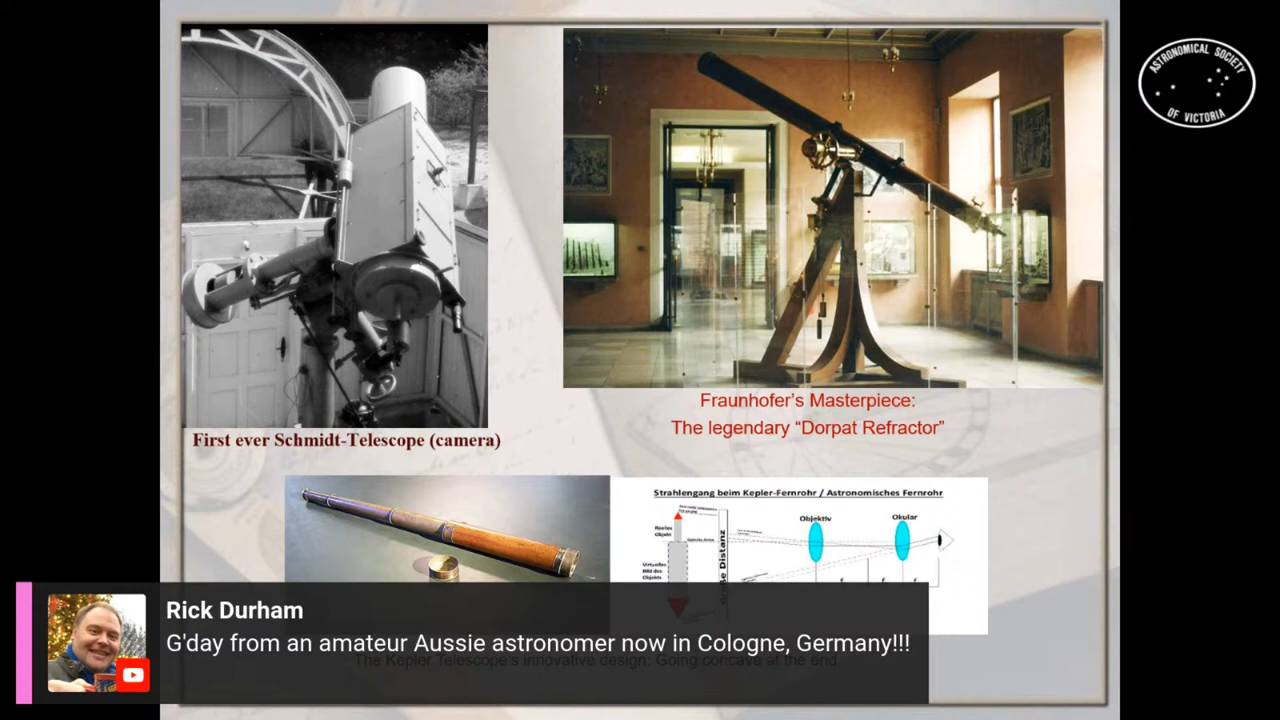 ASTRONOMICAL SOCIETY
OF VICTORIA
First ever Schmidt-Telescope (camera)
Fraunhofer’s Masterpiece:
The legendary “Dorpat Refractor”
Strahlengang beim Kepler-Fernrohr / Astronomisches Fernrohr
Objektiv
Okular
Reelles
Objekt
Große Distanz
Virtuelles
Bild des
Objekts
Rick Durham
G'day from an amateur Aussie astronomer now in Cologne, Germany!!!
The Kepler Telescope's innovative design: Going concave at the end